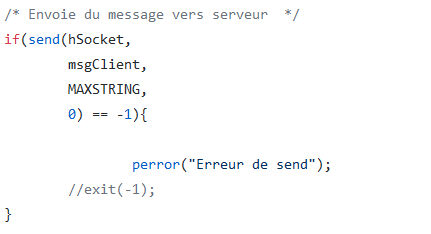 /* Envoie du message vers serveur  */
if(send(hSocket,
        msgClient,
        MAXSTRING,
        0) == -1){
                perror("Erreur de send");
        //exit(-1);
}